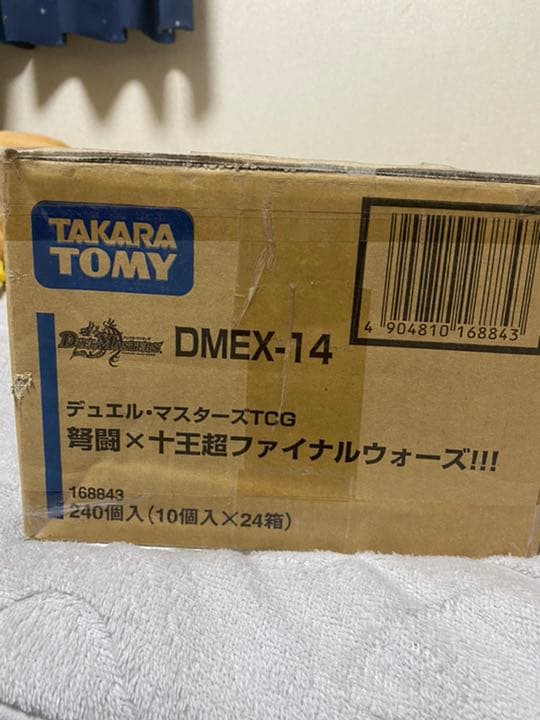 TAKARA
TOMY
4 904810 168843
DUEL MASTERS
DMEX-14
デュエル・マスターズTCG
弩闘×十王超ファイナルウォーズ!!!
168843
240個入(10個入×24箱)